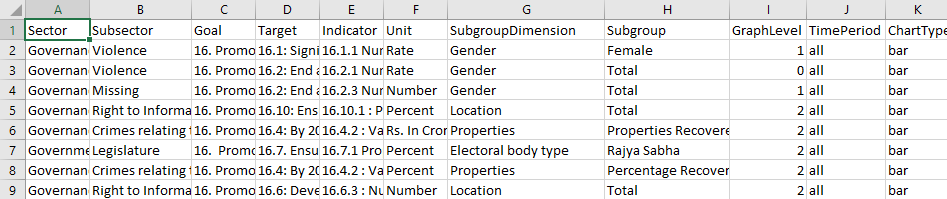 A B C D E F G H I J K
1 Sector Subsector Goal Target Indicator Unit SubgroupDimension Subgroup GraphLevel TimePeriod ChartType
2 Governan Violence 16. Promo 16.1: Signi 16.1.1 Nur Rate Gender Female 1 all bar
3 Governan Violence 16. Promo 16.2: End a 16.2.1 Nur Rate Gender Total 0 all bar
4 Governan Missing 16. Promo 16.2: End a 16.2.3 Nur Number Gender Total 1 all bar
5 Governan Right to Informa 16. Promo 16.10: Ens 16.10.1 : P Percent Location Total 2 all bar
6 Governan Crimes relating t 16. Promo 16.4: By 20 16.4.2 : Va Rs. In Cror Properties Properties Recovere 2 all bar
7 Governme Legislature 16. Promo 16.7. Ensu 16.7.1 Pro Percent Electoral body type Rajya Sabha 2 all bar
8 Governan Crimes relating t 16. Promo 16.4: By 20 16.4.2 : Va Percent Properties Percentage Recover 2 all bar
9 Governan Right to Informa 16. Promo 16.6: Deve 16.6.3 : Nu Number Location Total 2 all bar